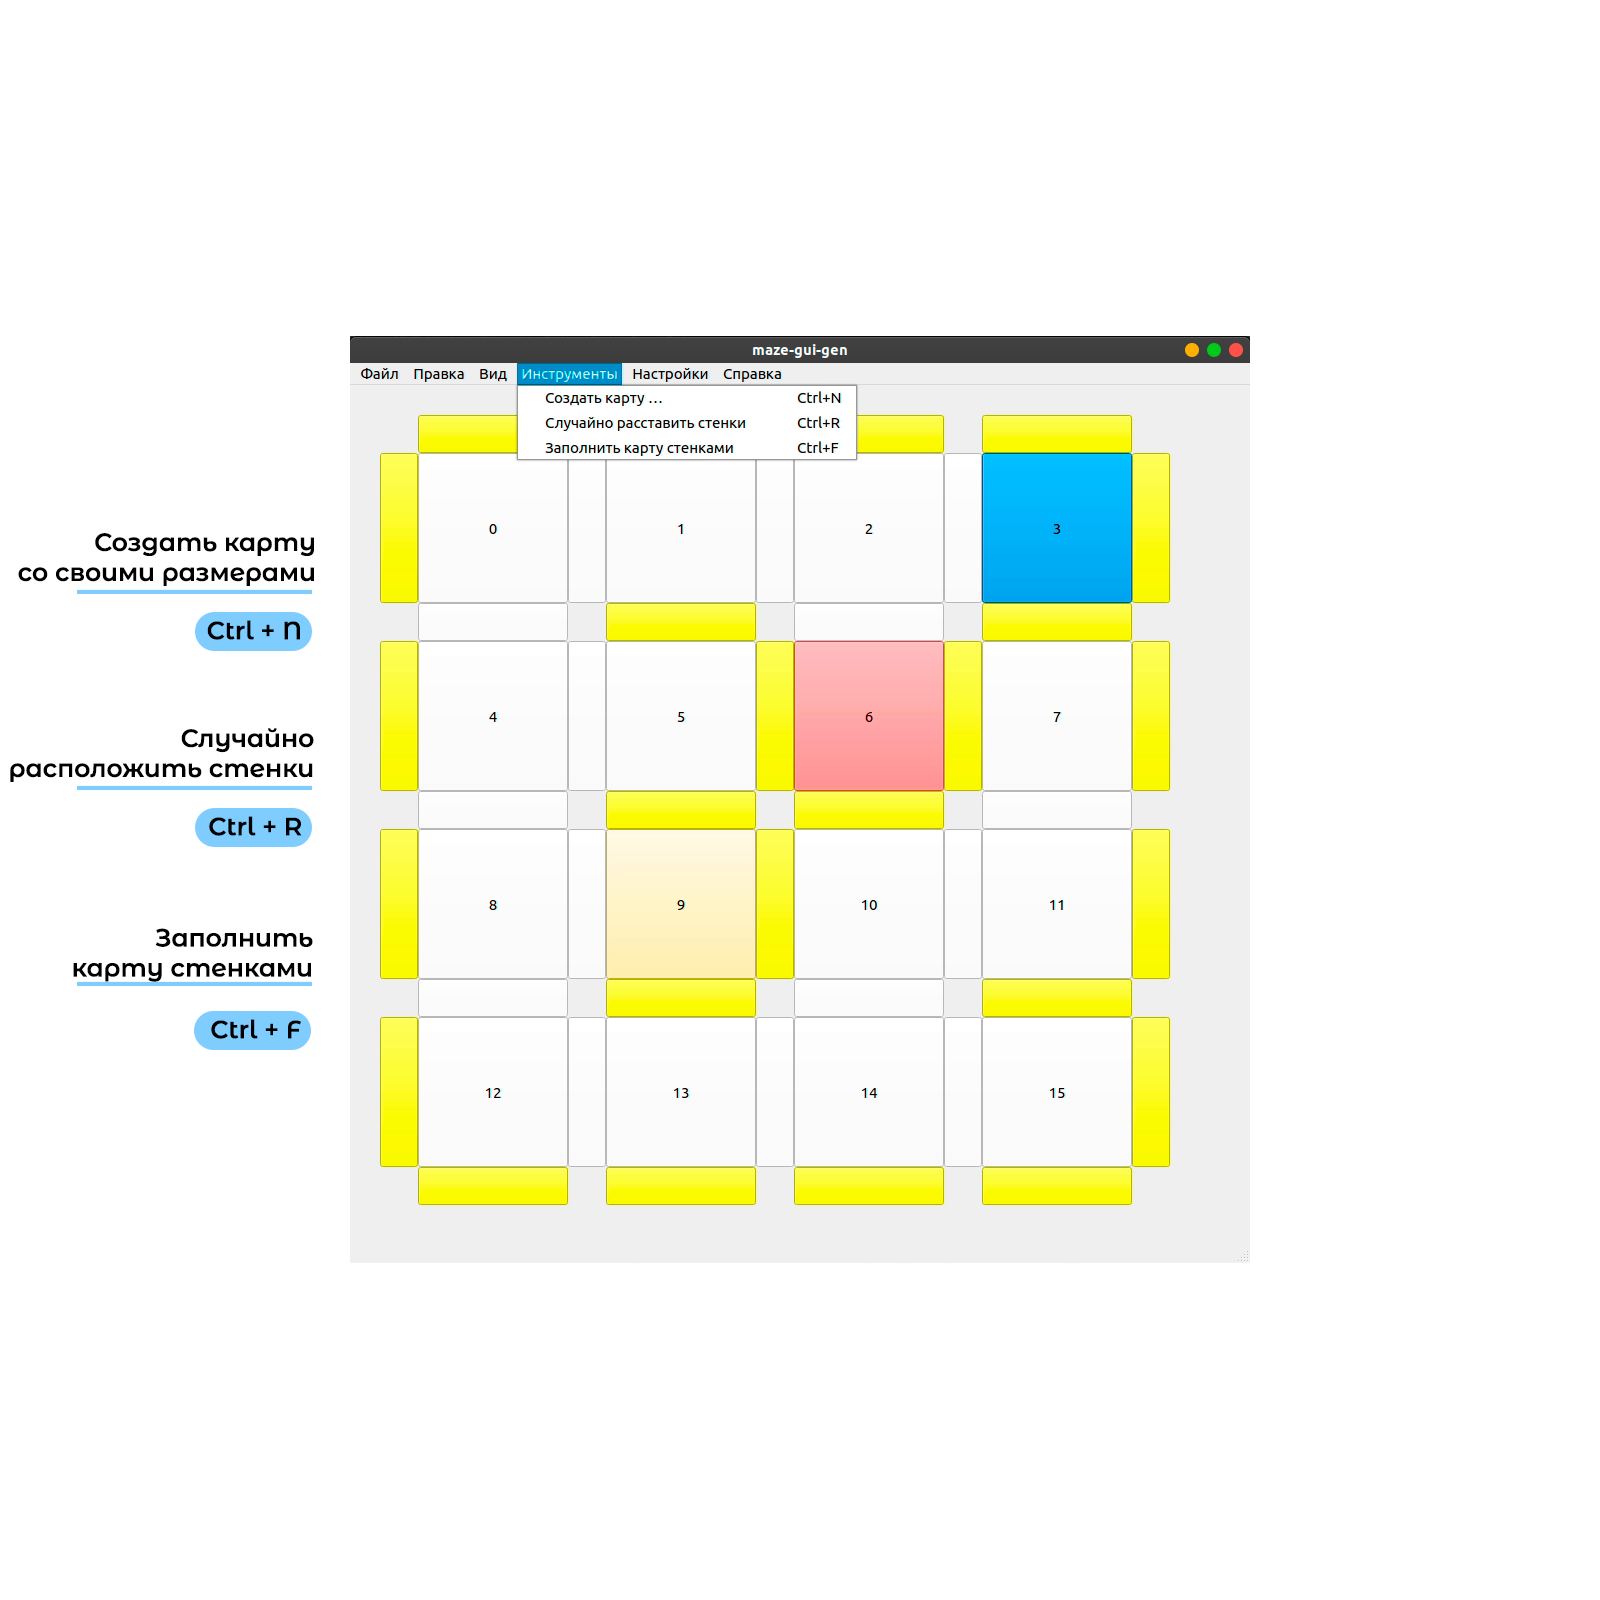 maze-gui-gen
Файл Правка Вид Инструменты Настройки Справка
Создать карту ... Ctrl+N
Случайно расставить стенки Ctrl+R
Заполнить карту стенками Ctrl+F
0 1 2 3
4 5 6 7
8 9 10 11
12 13 14 15
Создать карту
со своими размерами
Ctrl + N
Случайно
расположить стенки
Ctrl + R
Заполнить
карту стенками
Ctrl + F